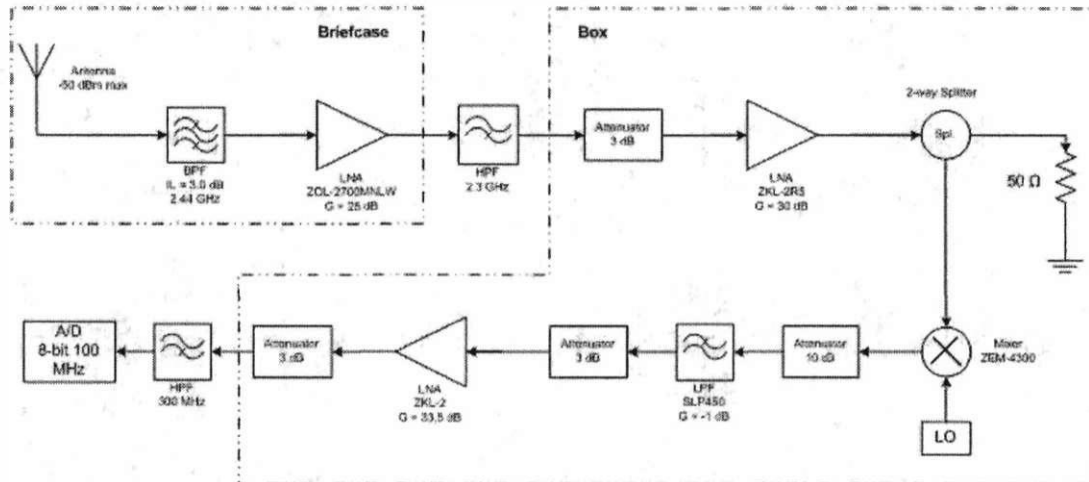 Briefcase
Box
Antenna
-50 dBm max
2-way Splitter
Attenuator
3 dB
Spl.
BPF
IL = 3.0 dB
2.44 GHz
LNA
G = 25 dB
HPF
2.3 GHz
LNA
ZKL-2R5
G = 30 dB
50 Ω
A/D
8-bit 100
MHz
HPF
300 MHz
Attenuator
3 dB
LNA
ZKL-2
G = 33,5 dB
Attenuator
3 dB
LPF
SLP450
G = -1 dB
Attenuator
10 dB
Mixer
ZEM-4300
LO